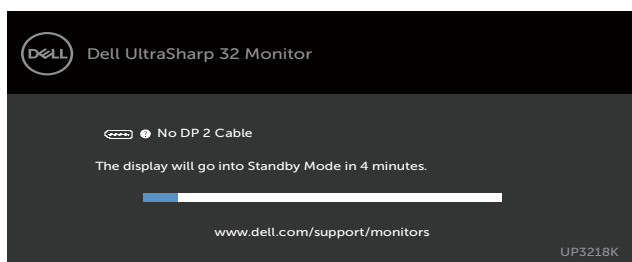 DELL Dell UltraSharp 32 Monitor
? No DP 2 Cable
The display will go into Standby Mode in 4 minutes.
www.dell.com/support/monitors
UP3218K